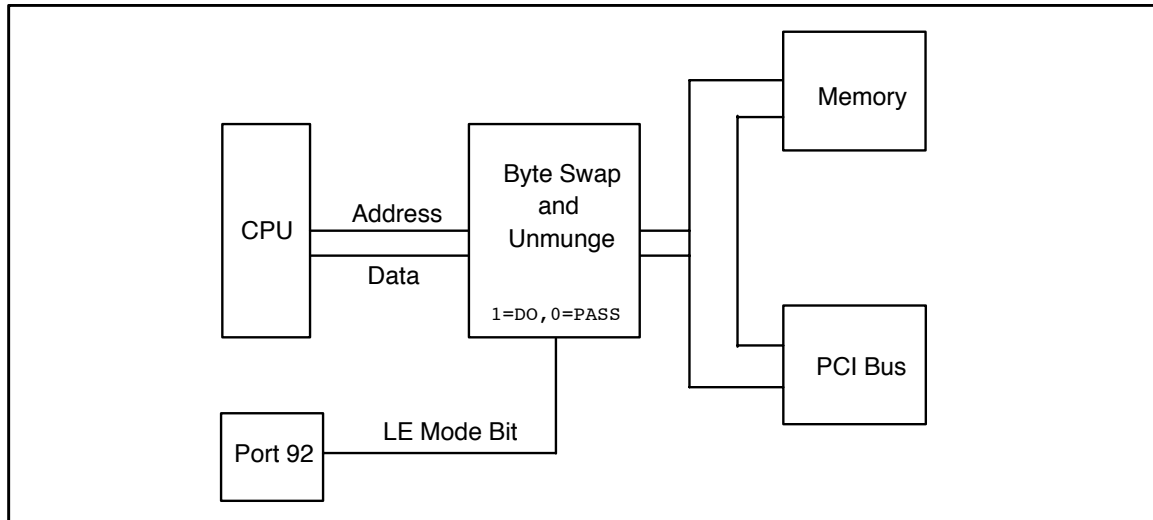 Memory
Byte Swap
and
Unmunge
Address
CPU
Data
1=DO,0=PASS
PCI Bus
LE Mode Bit
Port 92